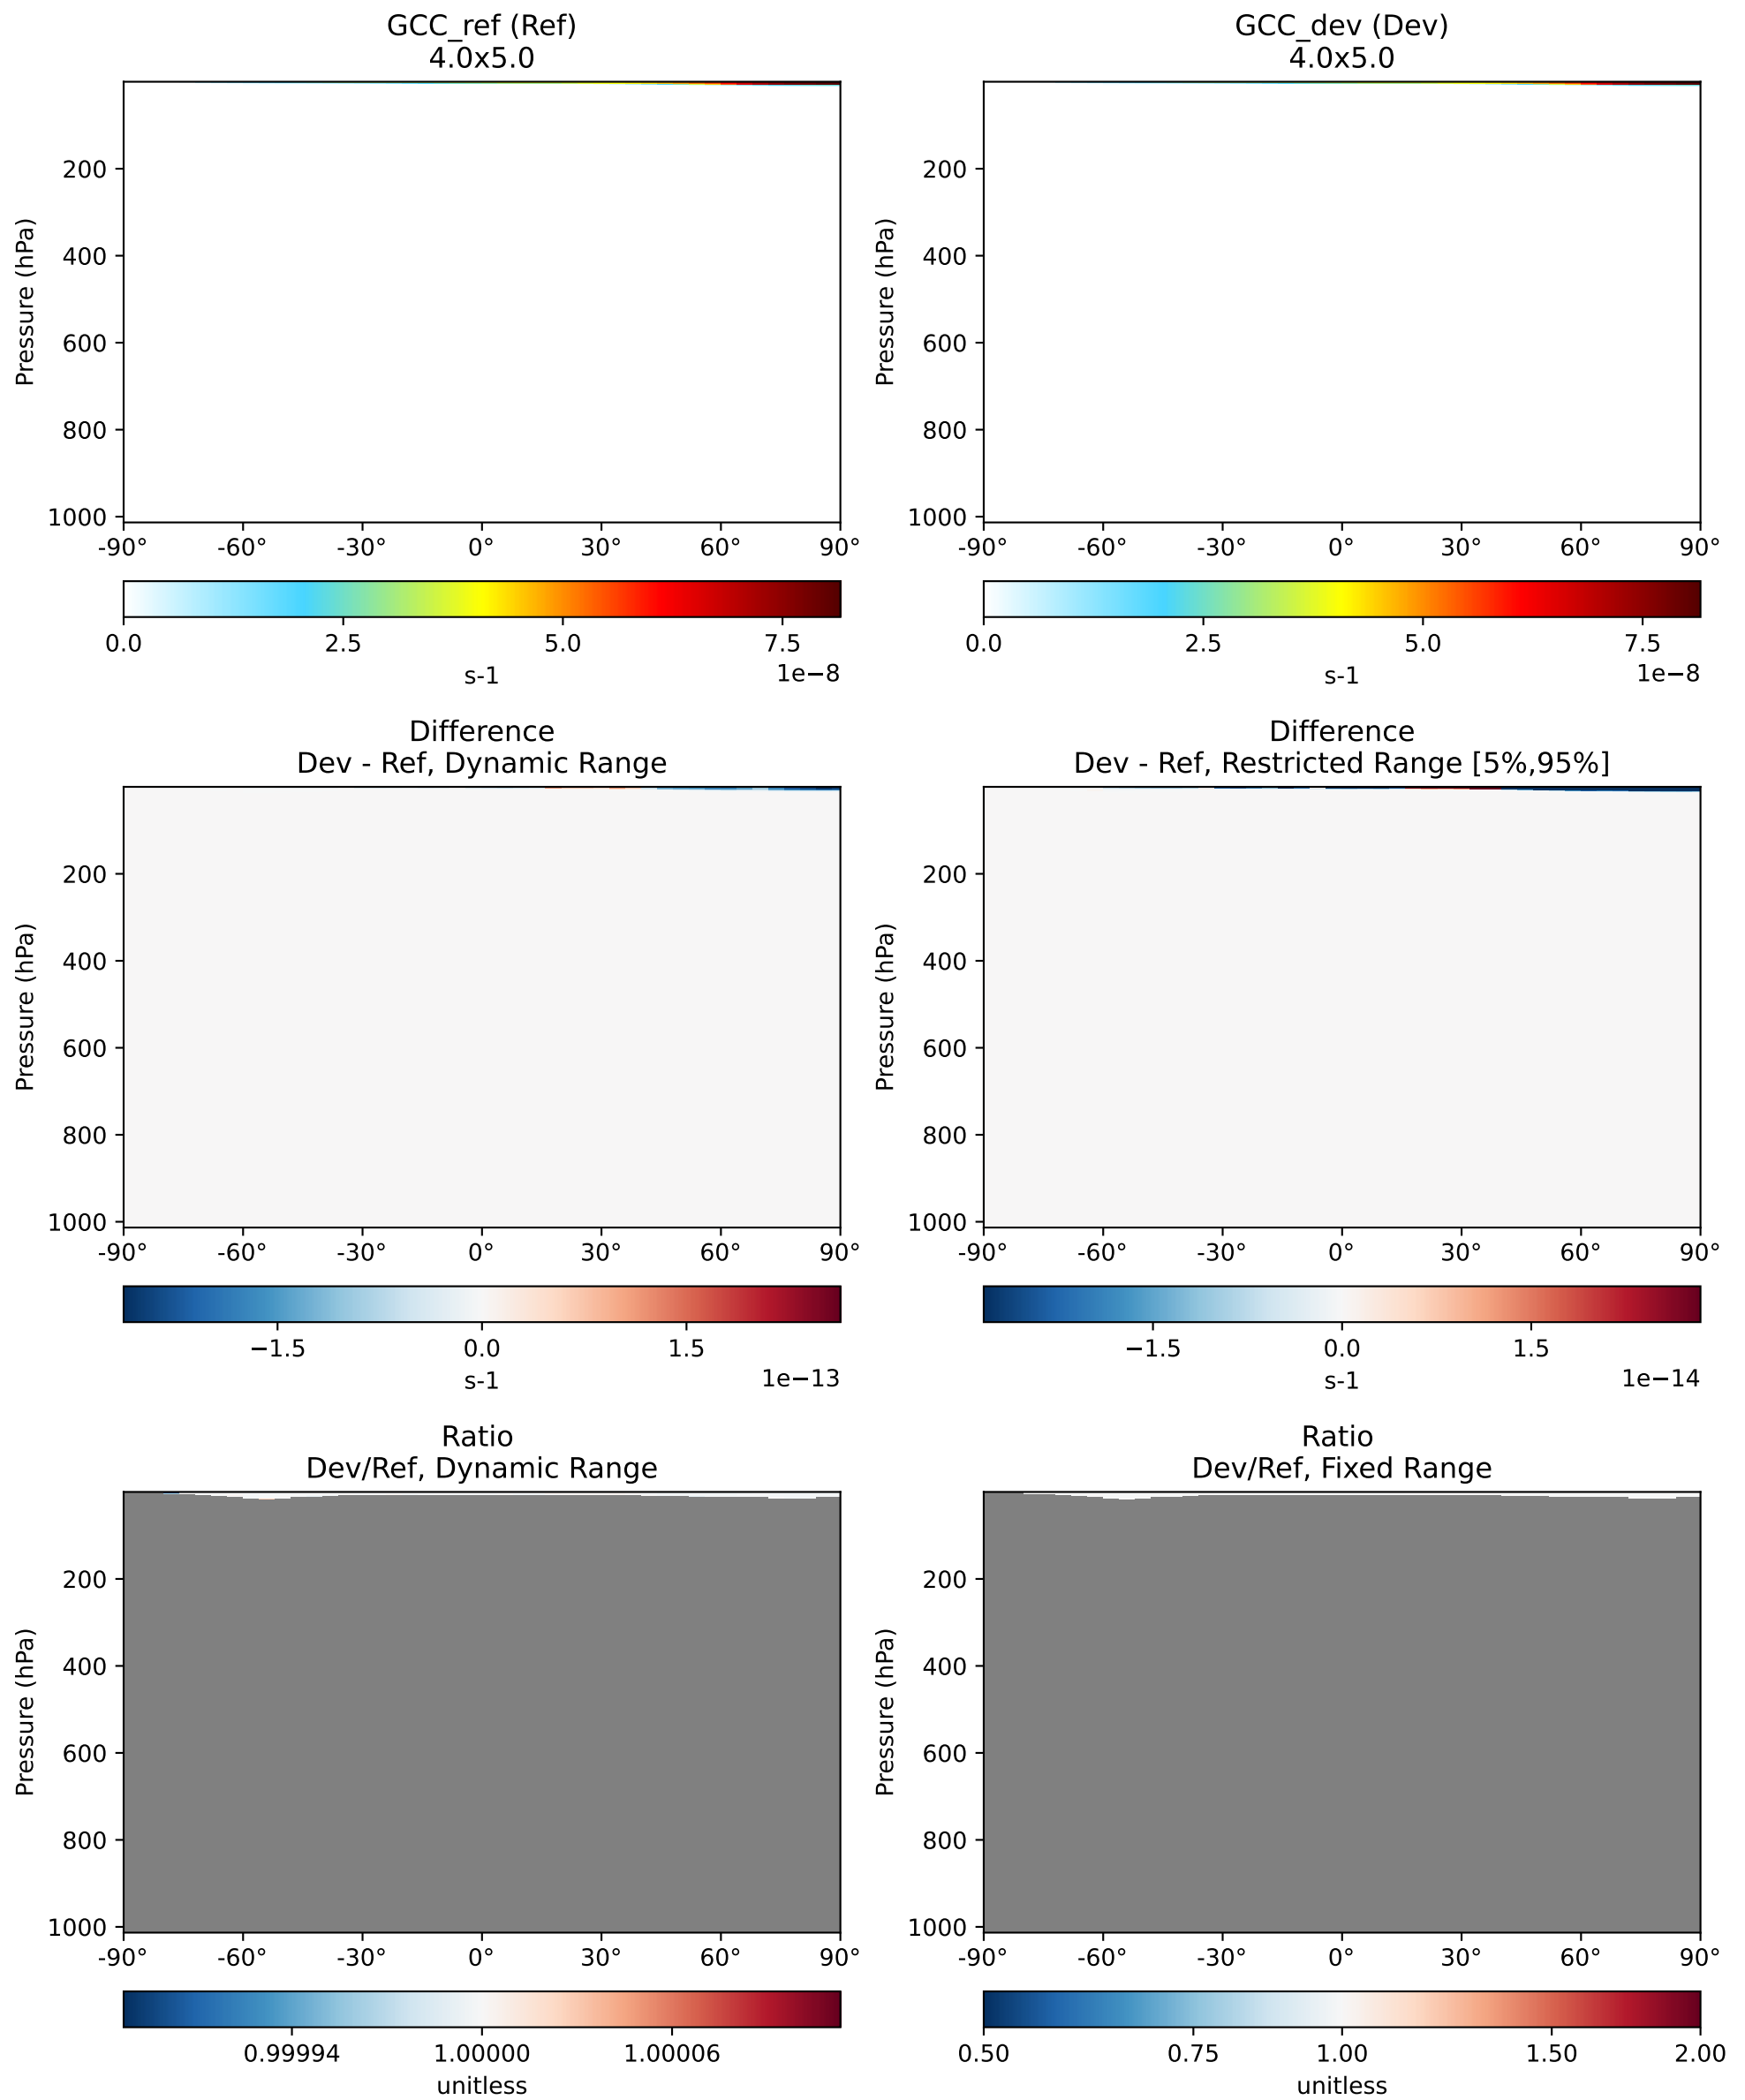 GCC_ref (Ref)
4.0x5.0
Pressure (hPa)
200
400
600
800
1000
-90° -60° -30° 0° 30° 60° 90°
0.0 2.5 5.0 7.5
s-1
1e−8
GCC_dev (Dev)
4.0x5.0
Pressure (hPa)
200
400
600
800
1000
-90° -60° -30° 0° 30° 60° 90°
0.0 2.5 5.0 7.5
s-1
1e−8
Difference
Dev - Ref, Dynamic Range
Pressure (hPa)
200
400
600
800
1000
-90° -60° -30° 0° 30° 60° 90°
−1.5 0.0 1.5
s-1
1e−13
Difference
Dev - Ref, Restricted Range [5%,95%]
Pressure (hPa)
200
400
600
800
1000
-90° -60° -30° 0° 30° 60° 90°
−1.5 0.0 1.5
s-1
1e−14
Ratio
Dev/Ref, Dynamic Range
Pressure (hPa)
200
400
600
800
1000
-90° -60° -30° 0° 30° 60° 90°
0.99994 1.00000 1.00006
unitless
Ratio
Dev/Ref, Fixed Range
Pressure (hPa)
200
400
600
800
1000
-90° -60° -30° 0° 30° 60° 90°
0.50 0.75 1.00 1.50 2.00
unitless